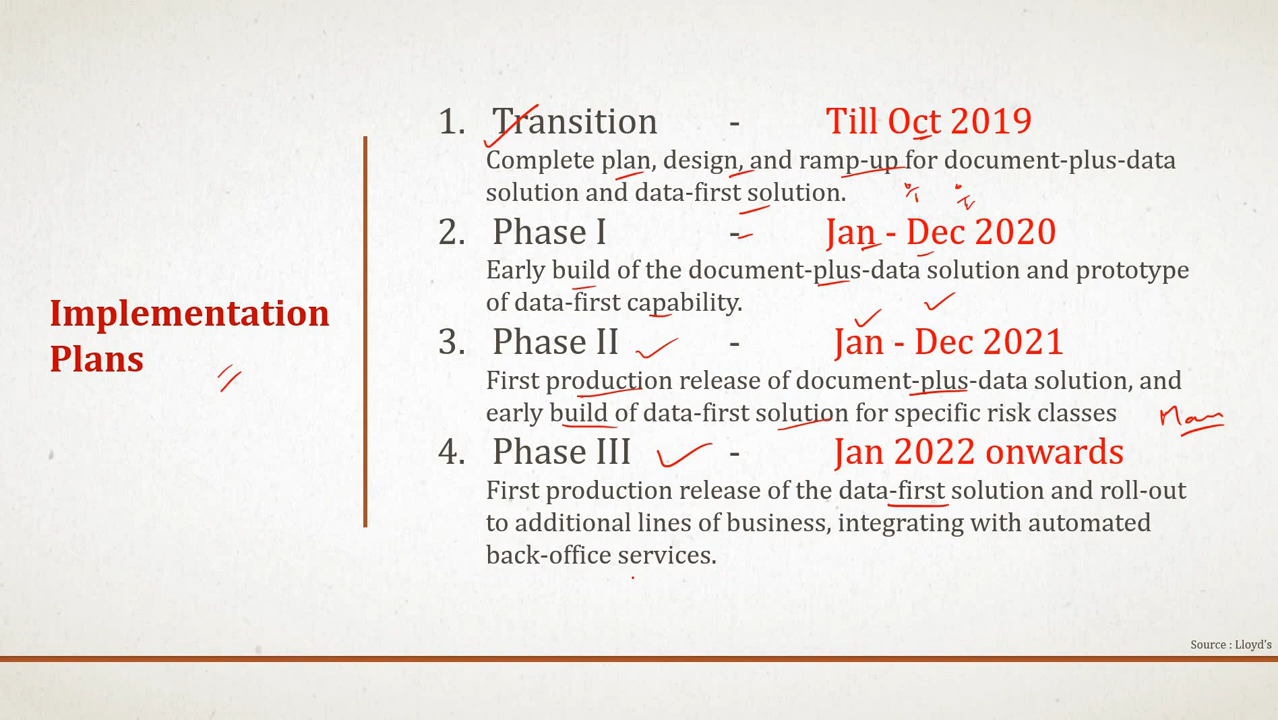 1. Transition - Till Oct 2019
Complete plan, design, and ramp-up for document-plus-data
solution and data-first solution.
2. Phase I - Jan - Dec 2020
Early build of the document-plus-data solution and prototype
of data-first capability.
Implementation
Plans
3. Phase II - Jan - Dec 2021
First production release of document-plus-data solution, and
early build of data-first solution for specific risk classes
4. Phase III - Jan 2022 onwards
First production release of the data-first solution and roll-out
to additional lines of business, integrating with automated
back-office services.
Source : Lloyd's